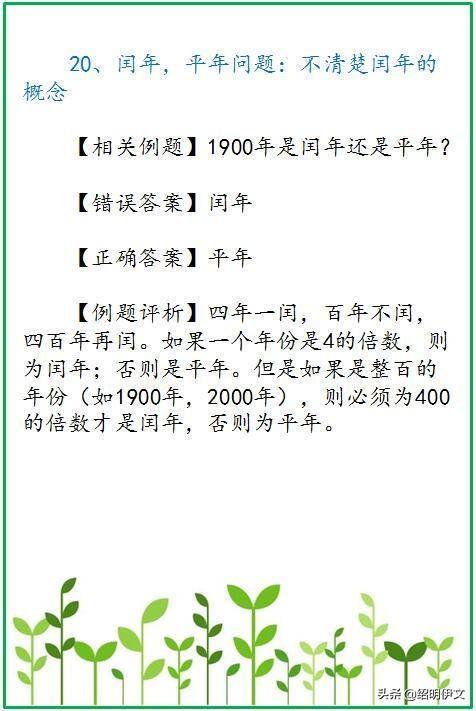 20、闰年，平年问题：不清楚闰年的
概念
【相关例题】1900年是闰年还是平年？
【错误答案】闰年
【正确答案】平年
【例题评析】四年一闰，百年不闰，
四百年再闰。如果一个年份是4的倍数，则
为闰年；否则是平年。但是如果是整百的
年份（如1900年，2000年），则必须为400
的倍数才是闰年，否则为平年。
头条 @绍明伊文